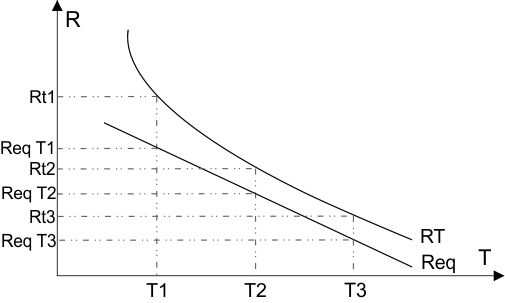 R
Rt1
Req T1
Rt2
Req T2
Rt3
Req T3
RT
Req
T
T1 T2 T3